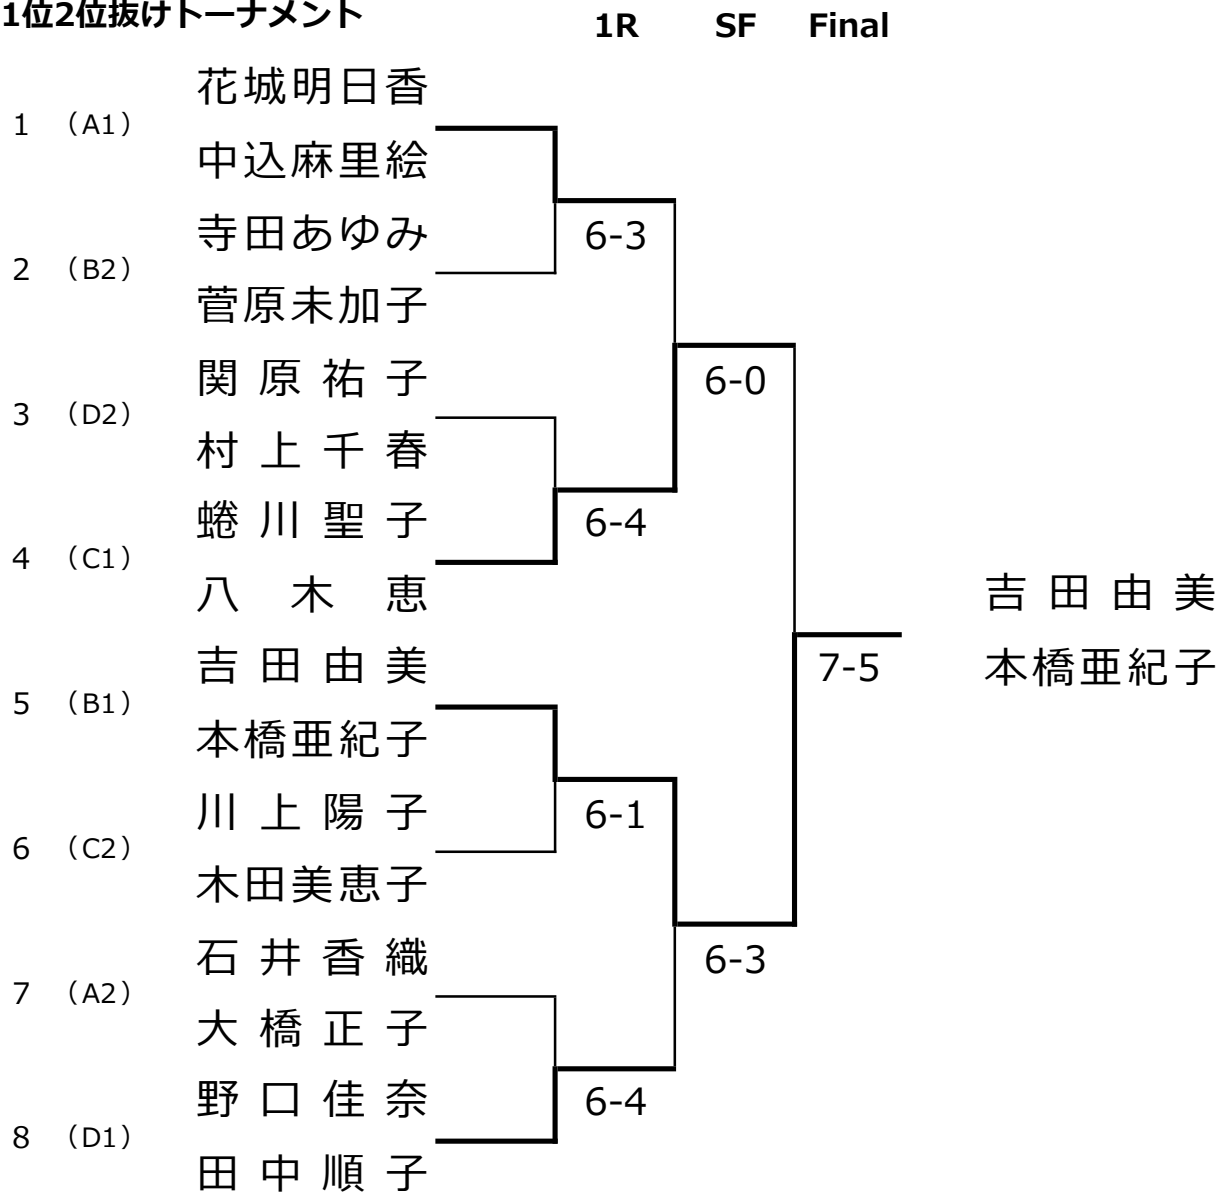 1位2位抜けトーナメント 1R SF Final
花城明日香
1 （A1）
中込麻里絵
寺田あゆみ 6-3
2 （B2）
菅原未加子
関原祐子 6-0
3 （D2）
村上千春
蜷川聖子 6-4
4 （C1）
八木恵 吉田由美
吉田由美 7-5 本橋亜紀子
5 （B1）
本橋亜紀子
川上陽子 6-1
6 （C2）
木田美恵子
石井香織 6-3
7 （A2）
大橋正子
野口佳奈 6-4
8 （D1）
田中順子